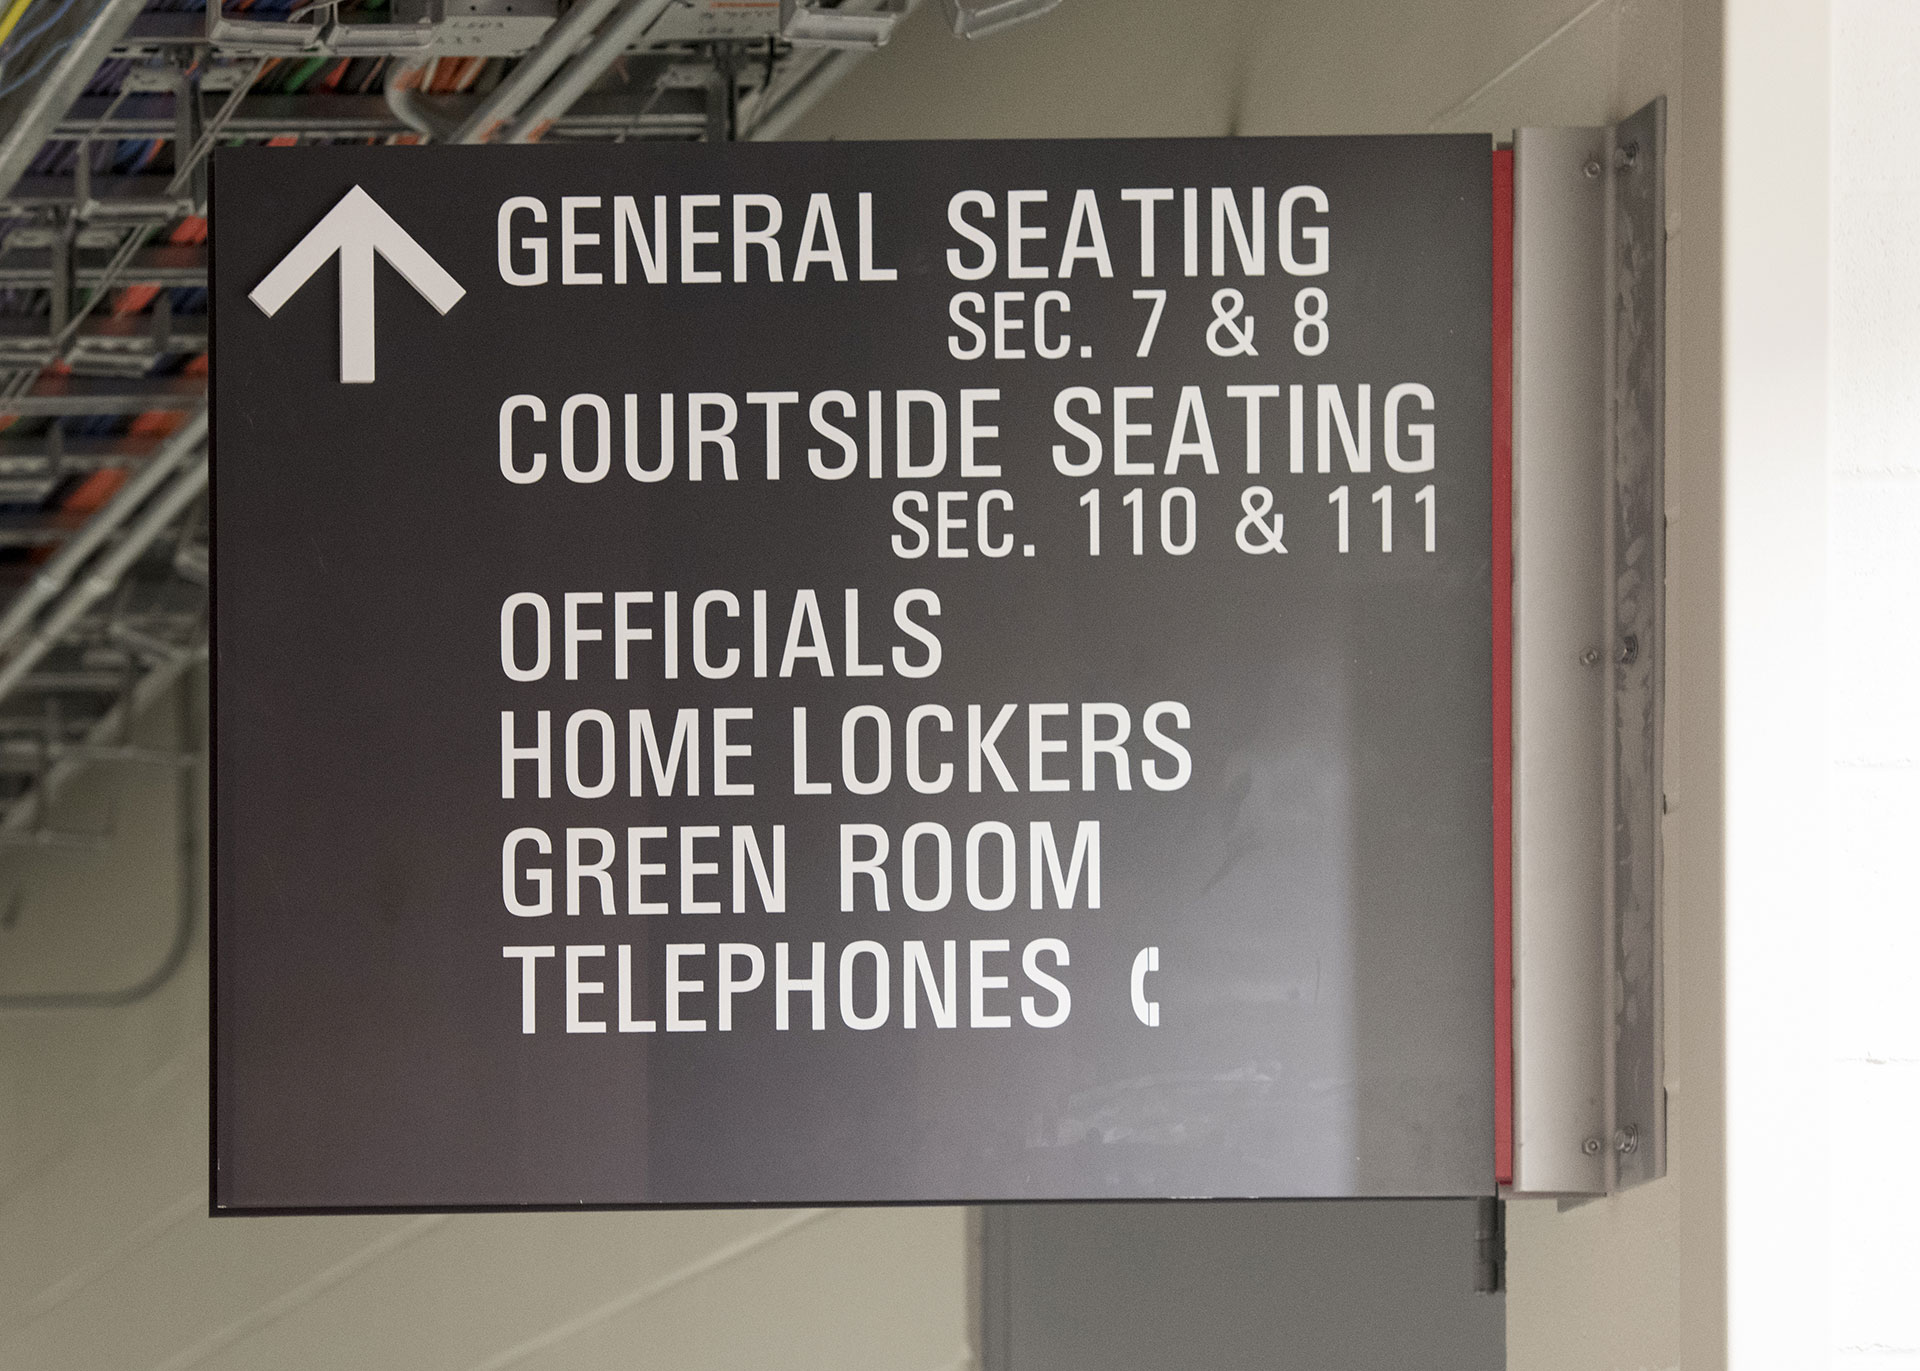 GENERAL SEATING
SEC. 7 & 8
COURTSIDE SEATING
SEC. 110 & 111
OFFICIALS
HOME LOCKERS
GREEN ROOM
TELEPHONES